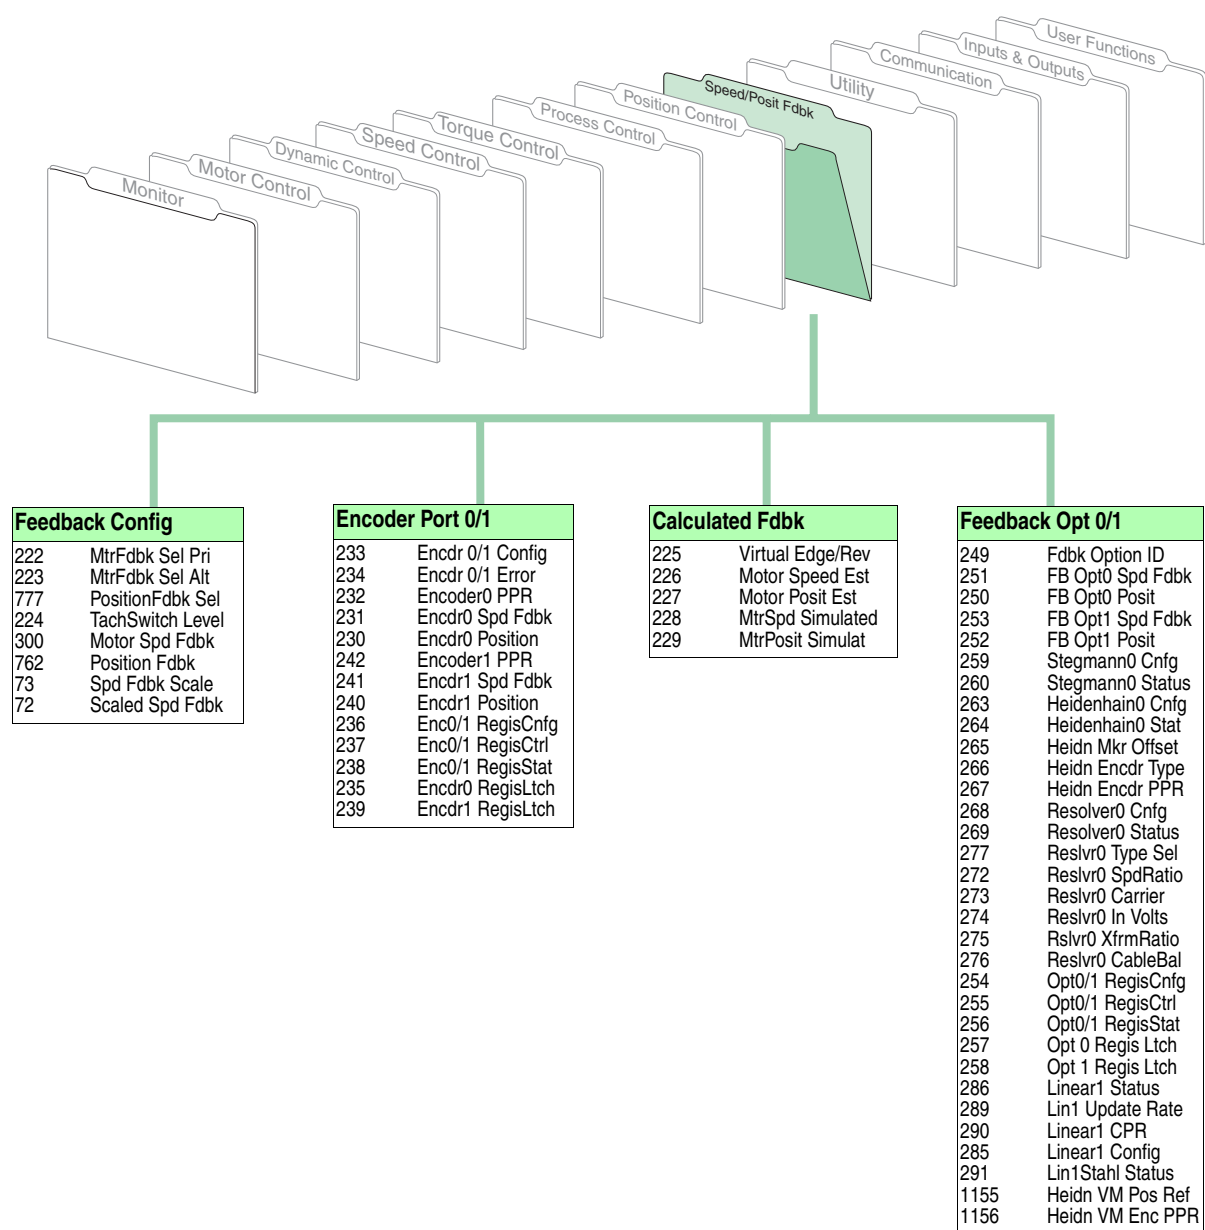 User Functions
Inputs & Outputs
Communication
Utility
Speed/Posit Fdbk
Position Control
Process Control
Torque Control
Speed Control
Dynamic Control
Motor Control
Monitor
Feedback Config
222 MtrFdbk Sel Pri
223 MtrFdbk Sel Alt
777 PositionFdbk Sel
224 TachSwitch Level
300 Motor Spd Fdbk
762 Position Fdbk
73 Spd Fdbk Scale
72 Scaled Spd Fdbk
Encoder Port 0/1
233 Encdr 0/1 Config
234 Encdr 0/1 Error
232 Encoder0 PPR
231 Encdr0 Spd Fdbk
230 Encdr0 Position
242 Encoder1 PPR
241 Encdr1 Spd Fdbk
240 Encdr1 Position
236 Enc0/1 RegisCnfg
237 Enc0/1 RegisCtrl
238 Enc0/1 RegisStat
235 Encdr0 RegisLtch
239 Encdr1 RegisLtch
Calculated Fdbk
225 Virtual Edge/Rev
226 Motor Speed Est
227 Motor Posit Est
228 MtrSpd Simulated
229 MtrPosit Simulat
Feedback Opt 0/1
249 Fdbk Option ID
251 FB Opt0 Spd Fdbk
250 FB Opt0 Posit
253 FB Opt1 Spd Fdbk
252 FB Opt1 Posit
259 Stegmann0 Cnfg
260 Stegmann0 Status
263 Heidenhain0 Cnfg
264 Heidenhain0 Stat
265 Heidn Mkr Offset
266 Heidn Encdr Type
267 Heidn Encdr PPR
268 Resolver0 Cnfg
269 Resolver0 Status
277 Reslvr0 Type Sel
272 Reslvr0 SpdRatio
273 Reslvr0 Carrier
274 Reslvr0 In Volts
275 Rslvr0 XfrmRatio
276 Reslvr0 CableBal
254 Opt0/1 RegisCnfg
255 Opt0/1 RegisCtrl
256 Opt0/1 RegisStat
257 Opt 0 Regis Ltch
258 Opt 1 Regis Ltch
286 Linear1 Status
289 Lin1 Update Rate
290 Linear1 CPR
285 Linear1 Config
291 Lin1Stahl Status
1155 Heidn VM Pos Ref
1156 Heidn VM Enc PPR